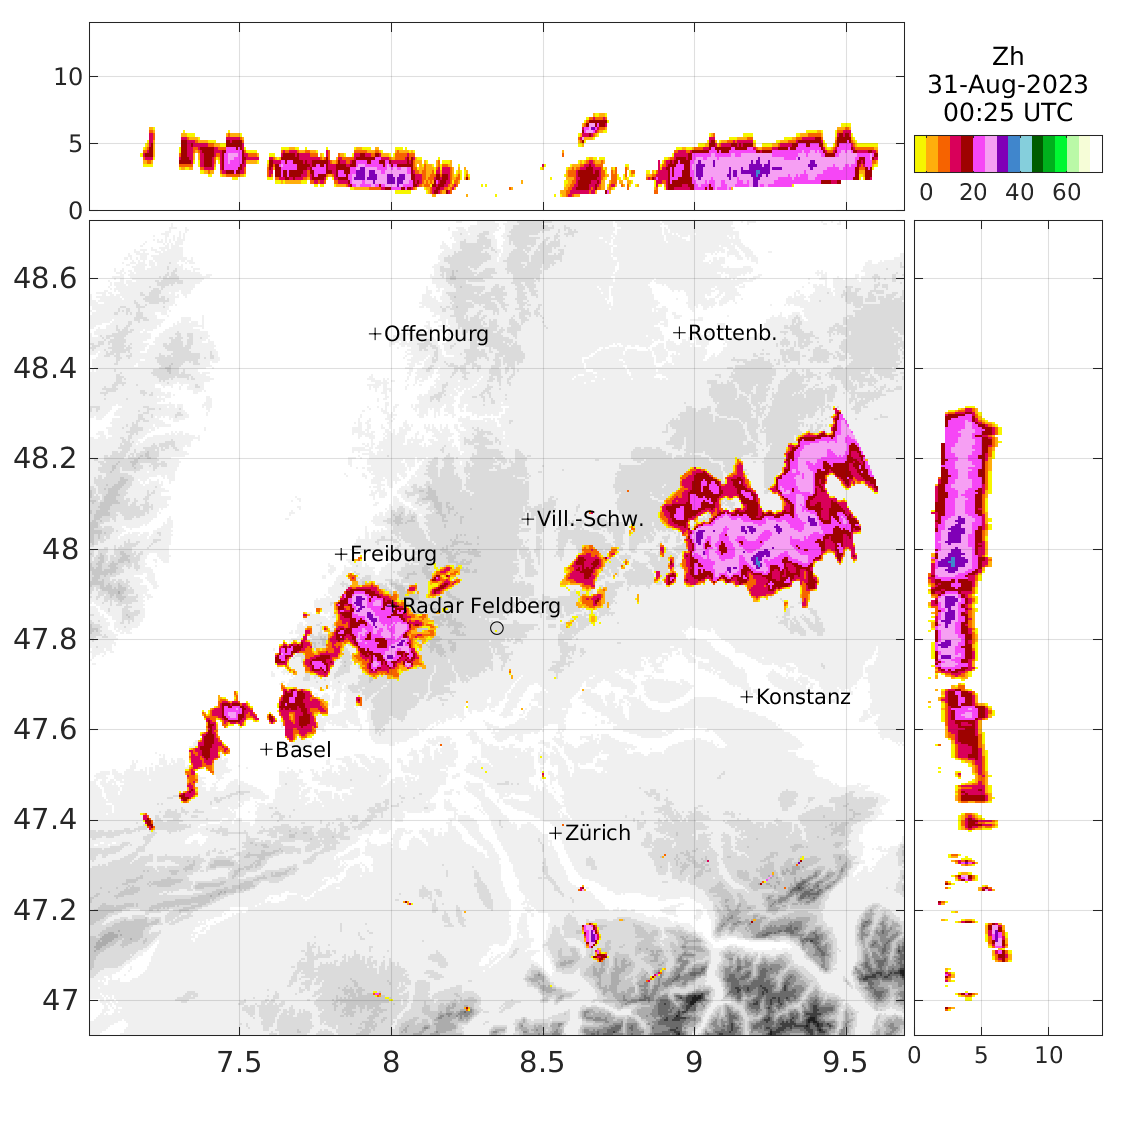 10
5
0
Zh
31-Aug-2023
00:25 UTC
0 20 40 60
48.6
48.4
48.2
48
47.8
47.6
47.4
47.2
47
+Offenburg
+Rottenb.
+Vill.-Schw.
+Freiburg
+Radar Feldberg
+Konstanz
+Basel
+Zürich
7.5 8 8.5 9 9.5
0 5 10